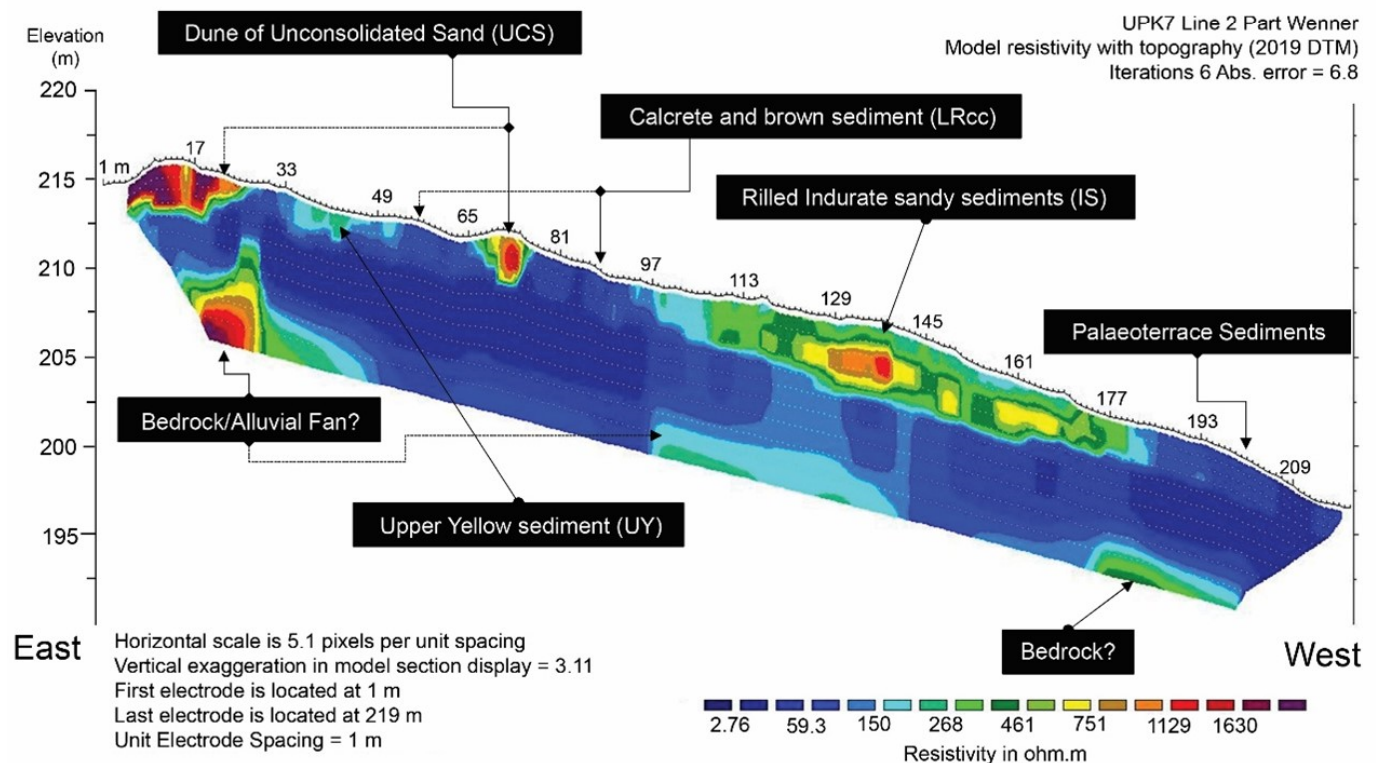 Elevation
(m)
Dune of Unconsolidated Sand (UCS)
UPK7 Line 2 Part Wenner
Model resistivity with topography (2019 DTM)
Iterations 6 Abs. error = 6.8
220
215
210
205
200
195
Calcrete and brown sediment (LRcc)
Rilled Indurate sandy sediments (IS)
Palaeoterrace Sediments
1 m
17
33
49
65
81
97
113
129
145
161
177
193
209
Bedrock/Alluvial Fan?
Upper Yellow sediment (UY)
Bedrock?
East
West
Horizontal scale is 5.1 pixels per unit spacing
Vertical exaggeration in model section display = 3.11
First electrode is located at 1 m
Last electrode is located at 219 m
Unit Electrode Spacing = 1 m
2.76 59.3 150 268 461 751 1129 1630
Resistivity in ohm.m